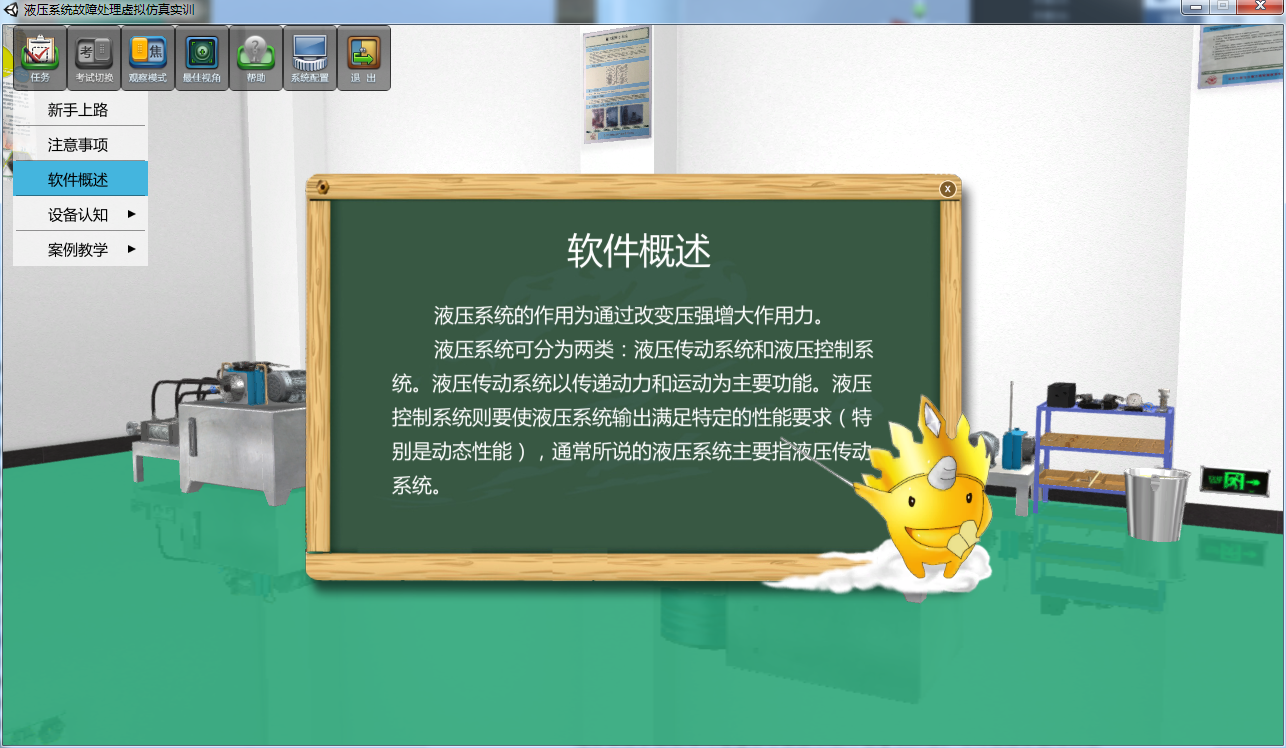 液压系统故障处理虚拟仿真实训
任务
考试切换
观察模式
最佳视角
帮助
系统配置
退 出
考
焦
新手上路
注意事项
软件概述
设备认知
案例教学
X
软件概述
液压系统的作用为通过改变压强增大作用力。
液压系统可分为两类：液压传动系统和液压控制系
统。液压传动系统以传递动力和运动为主要功能。液压
控制系统则要使液压系统输出满足特定的性能要求（特
别是动态性能），通常所说的液压系统主要指液压传动
系统。